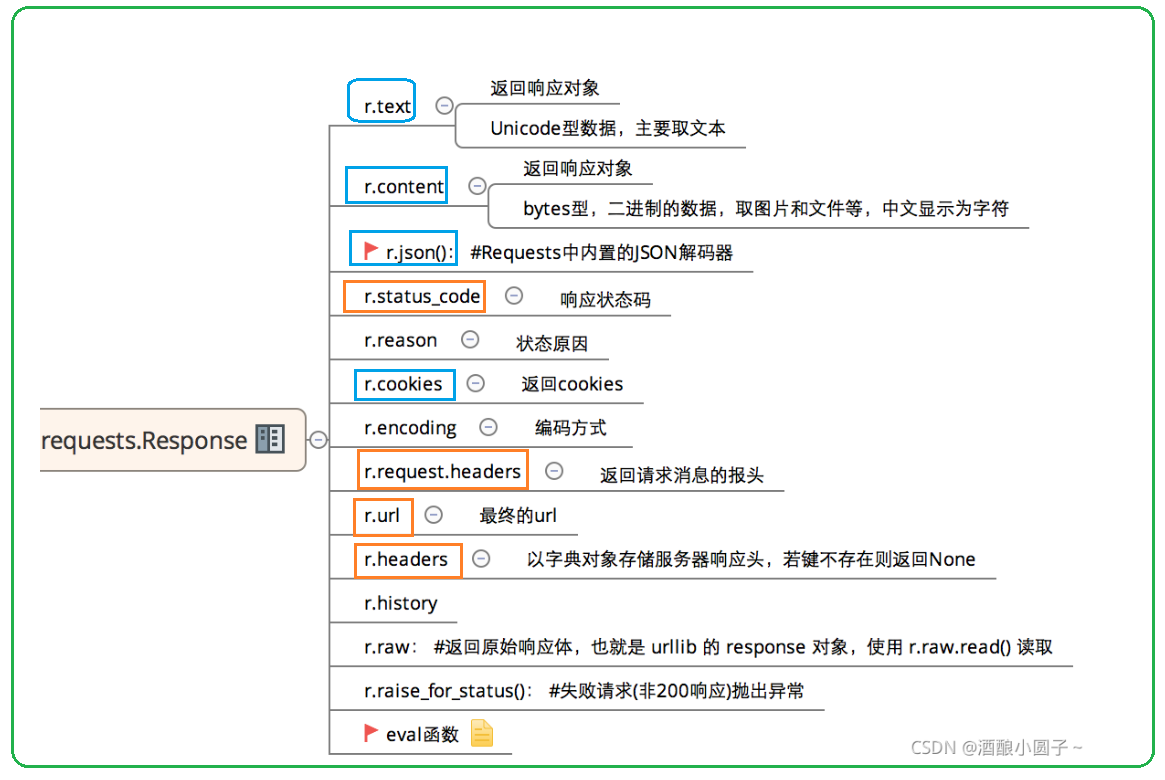 r.text
返回响应对象
Unicode型数据，主要取文本
r.content
返回响应对象
bytes型，二进制的数据，取图片和文件等，中文显示为字符
r.json()： #Requests中内置的JSON解码器
r.status_code 响应状态码
r.reason 状态原因
r.cookies 返回cookies
r.encoding 编码方式
requests.Response
r.request.headers 返回请求消息的报头
r.url 最终的url
r.headers 以字典对象存储服务器响应头，若键不存在则返回None
r.history
r.raw： #返回原始响应体，也就是 urllib 的 response 对象，使用 r.raw.read() 读取
r.raise_for_status()： #失败请求(非200响应)抛出异常
eval函数
CSDN @酒酿小圆子～